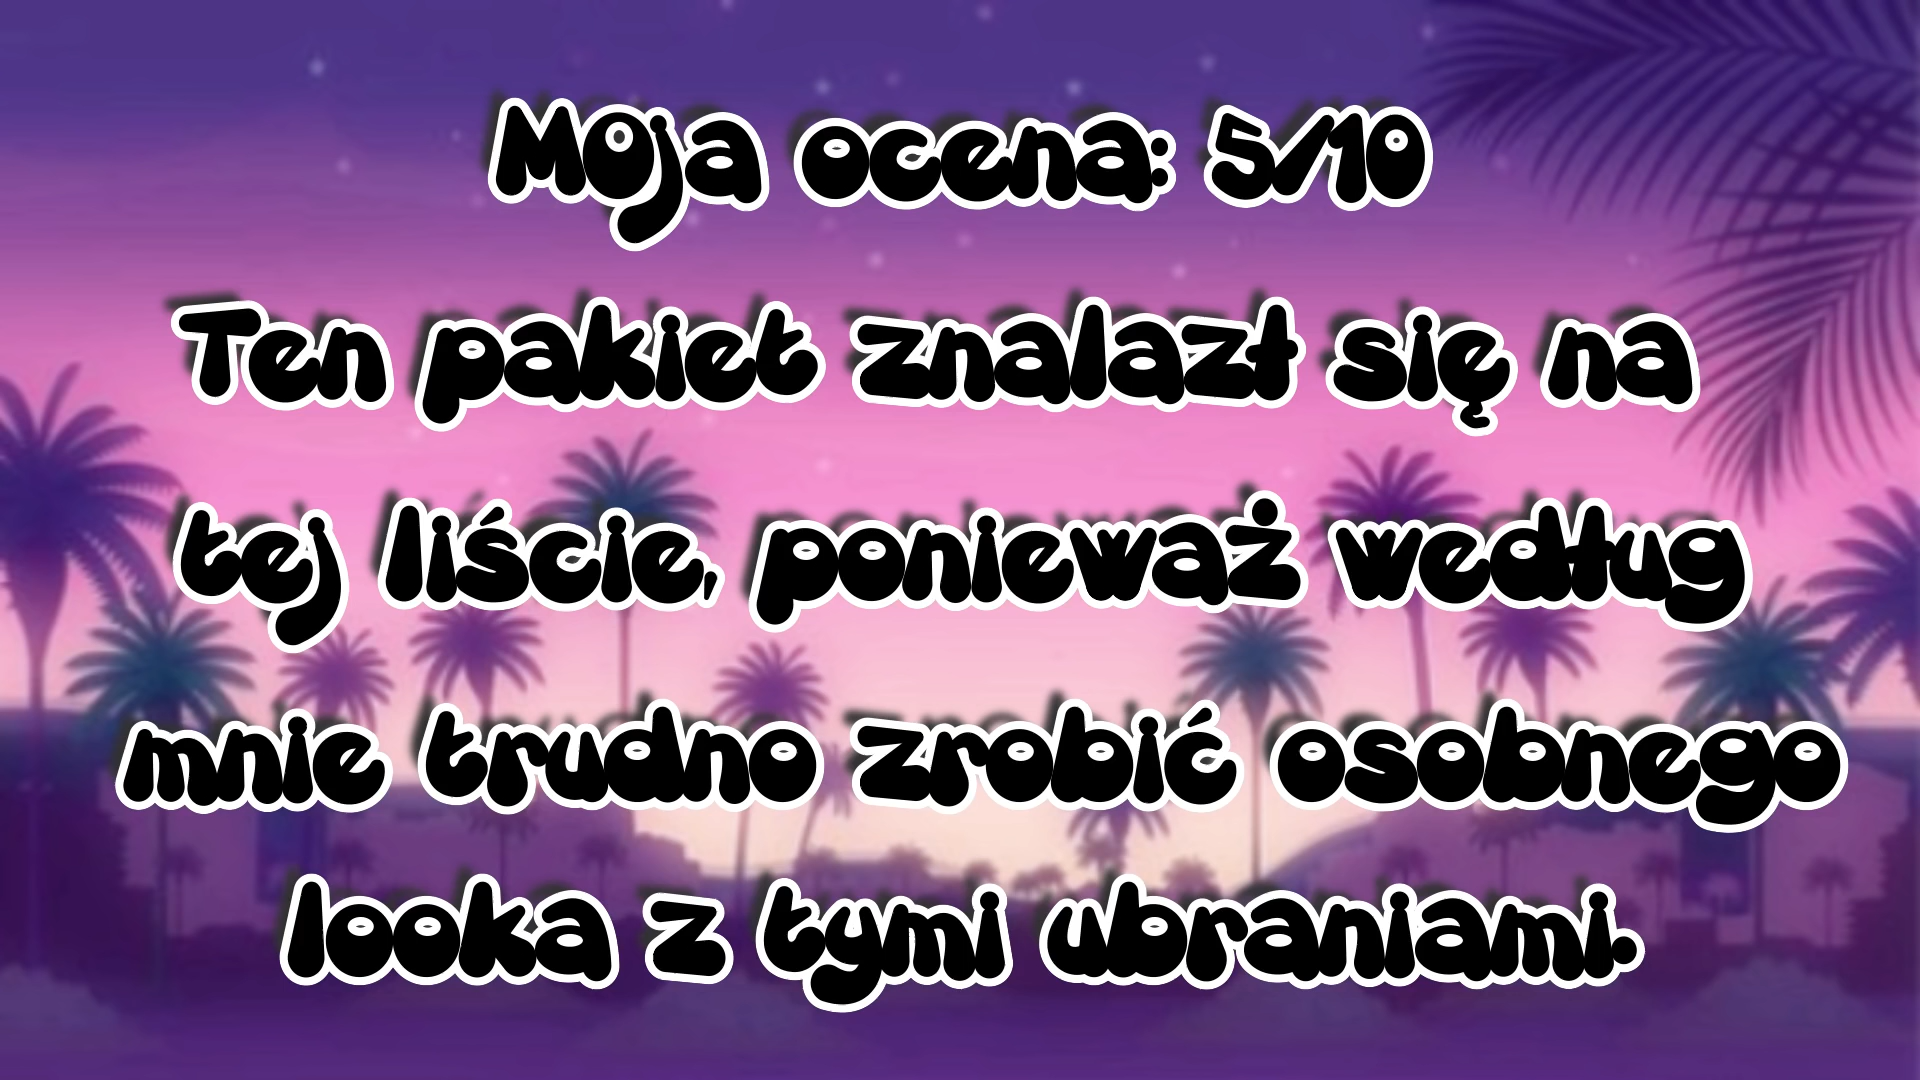 Moja ocena: 5/10
Ten pakiet znalazł się na
tej liście, ponieważ według
mnie trudno zrobić osobnego
looka z tymi ubraniami.